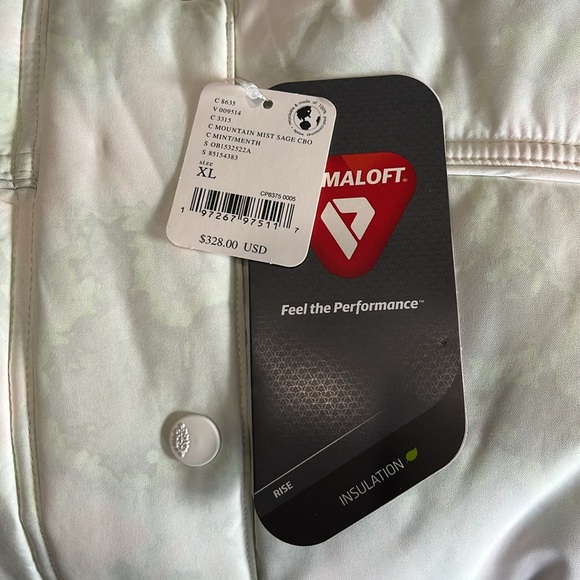 C 8635
V 009514
C 3315
C MOUNTAIN MIST SAGE CBO
C MINT/MENTH
S OB1532522A
S 85154383
size
XL
CP8375 0005
1 97267 97511 7
$328.00 USD
MALOFT
Feel the Performance™
RISE
INSULATION